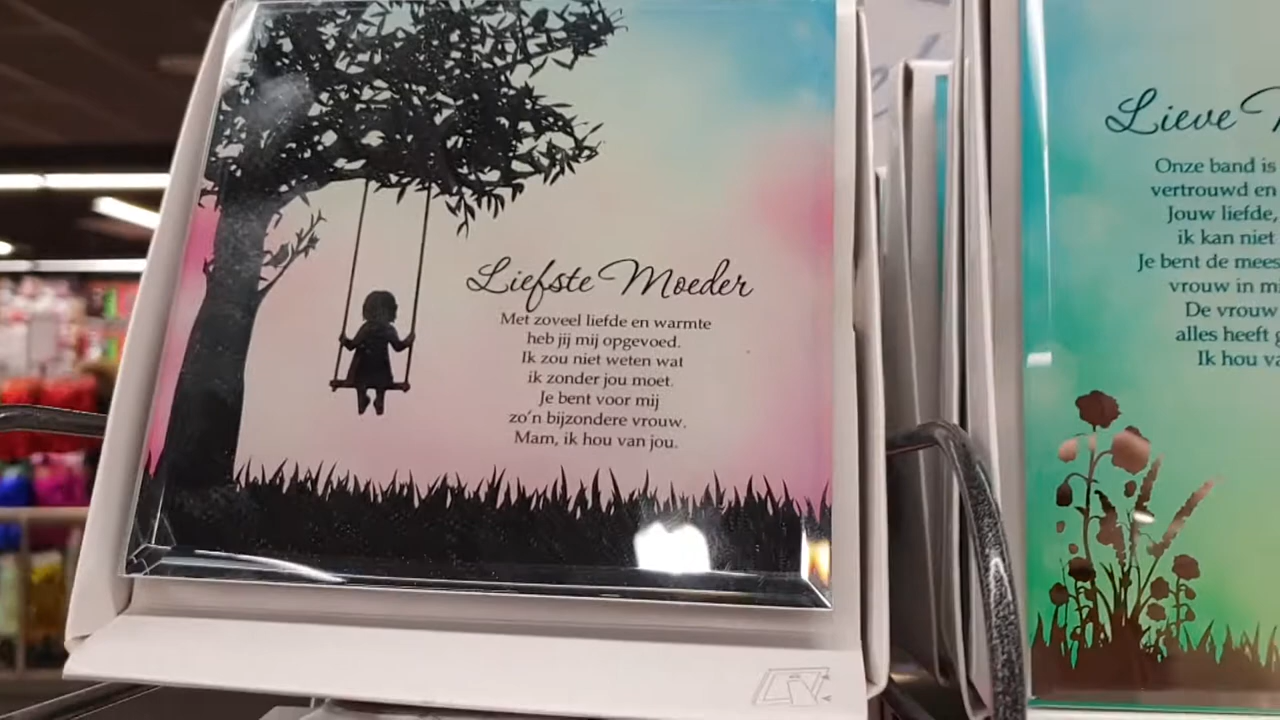 Liefste Moeder
Met zoveel liefde en warmte
heb jij mij opgevoed.
Ik zou niet weten wat
ik zonder jou moet.
Je bent voor mij
zo'n bijzondere vrouw.
Mam, ik hou van jou.
Lieve
Onze band is
vertrouwd en
Jouw liefde,
ik kan niet
Je bent de
vrouw in
De vrouw
alles heeft
Ik hou